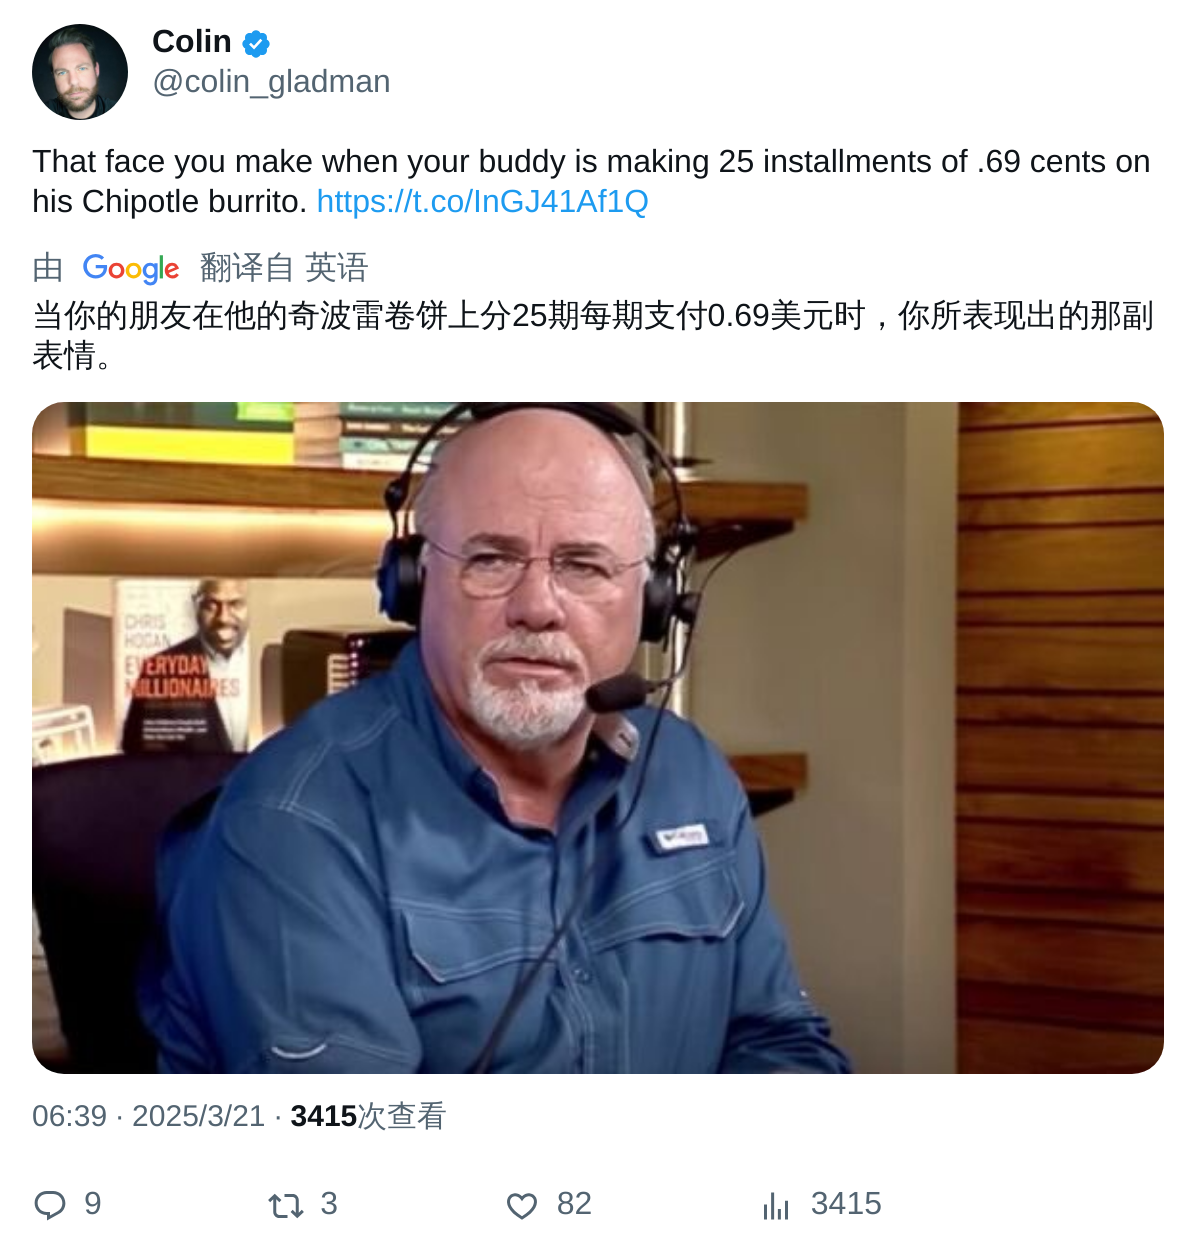 Colin
@colin_gladman
That face you make when your buddy is making 25 installments of .69 cents on
his Chipotle burrito. https://t.co/InGJ41Af1Q
由 Google 翻译自 英语
当你的朋友在他的奇波雷卷饼上分25期每期支付0.69美元时，你所表现出的那副
表情。
CHRIS
HOGAN
EVERYDAY
MILLIONAIRES
06:39 · 2025/3/21 · 3415次查看
9 3 82 3415